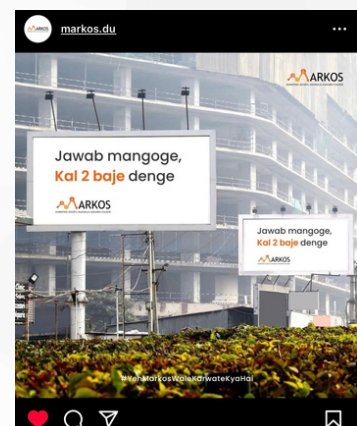 markos.du
MARKOS
Jawab mangoge,
Kal 2 baje denge
MARKOS
Jawab mangoge,
Kal 2 baje denge
MARKOS
#YehMarkosWaleKarwateKyaHai